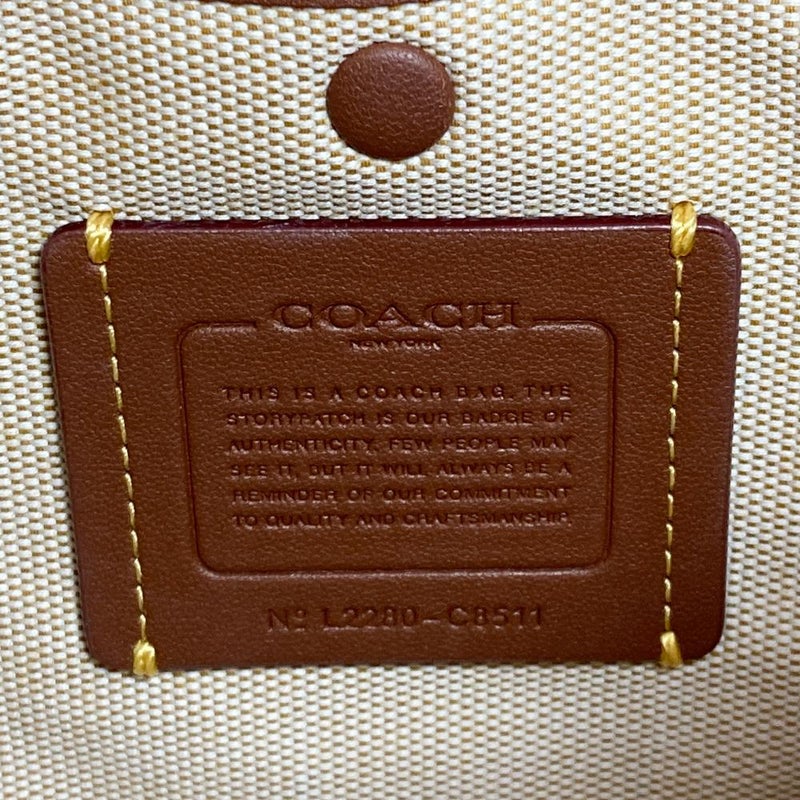 COACH
NEW YORK
THIS IS A COACH BAG. THE
STORYPATCH IS OUR BADGE OF
AUTHENTICITY. FEW PEOPLE MAY
SEE IT, BUT IT WILL ALWAYS BE A
REMINDER OF OUR COMMITMENT
TO QUALITY AND CRAFTSMANSHIP.
Nº L2280-C8511